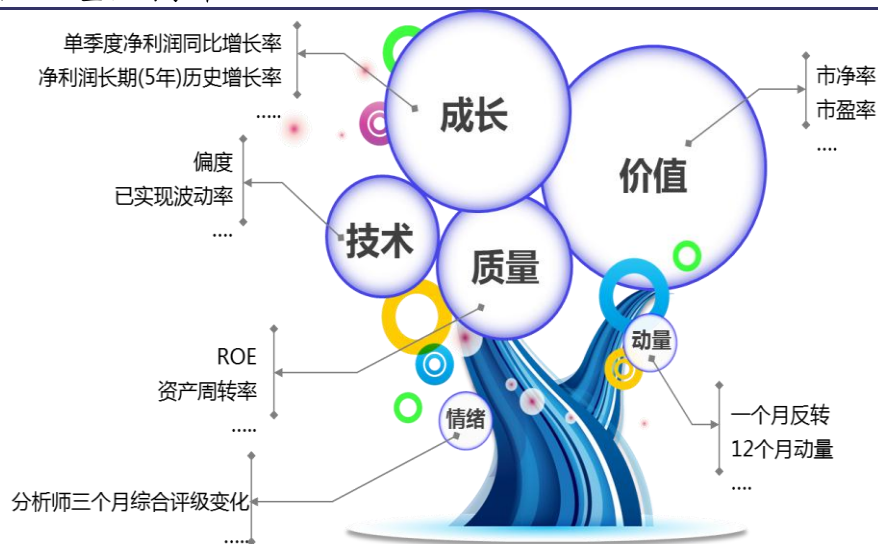 单季度净利润同比增长率
净利润长期(5年)历史增长率
.....
成长
市净率
市盈率
....
价值
偏度
已实现波动率
....
技术
质量
ROE
资产周转率
.....
动量
一个月反转
12个月动量
....
情绪
分析师三个月综合评级变化
.....